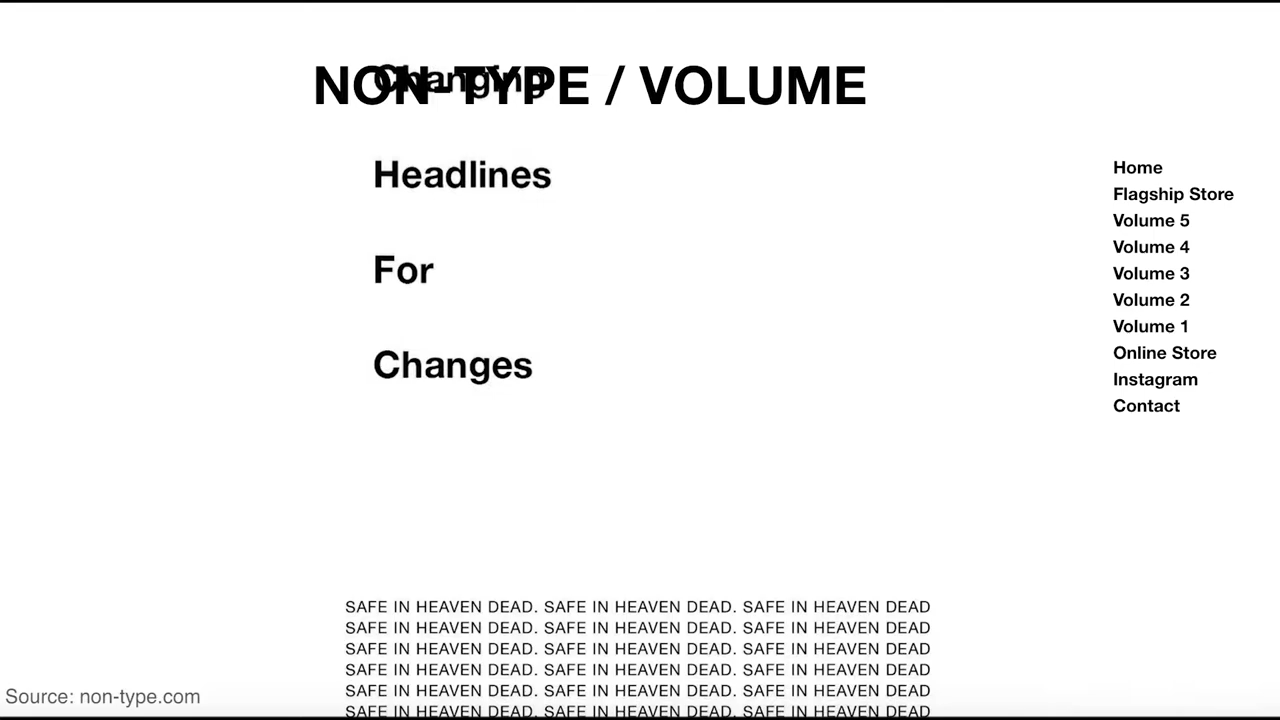 NON-TYPE / VOLUME
Changing
Headlines
For
Changes
Home
Flagship Store
Volume 5
Volume 4
Volume 3
Volume 2
Volume 1
Online Store
Instagram
Contact
SAFE IN HEAVEN DEAD. SAFE IN HEAVEN DEAD. SAFE IN HEAVEN DEAD
SAFE IN HEAVEN DEAD. SAFE IN HEAVEN DEAD. SAFE IN HEAVEN DEAD
SAFE IN HEAVEN DEAD. SAFE IN HEAVEN DEAD. SAFE IN HEAVEN DEAD
SAFE IN HEAVEN DEAD. SAFE IN HEAVEN DEAD. SAFE IN HEAVEN DEAD
SAFE IN HEAVEN DEAD. SAFE IN HEAVEN DEAD. SAFE IN HEAVEN DEAD
SAFE IN HEAVEN DEAD. SAFE IN HEAVEN DEAD. SAFE IN HEAVEN DEAD
Source: non-type.com